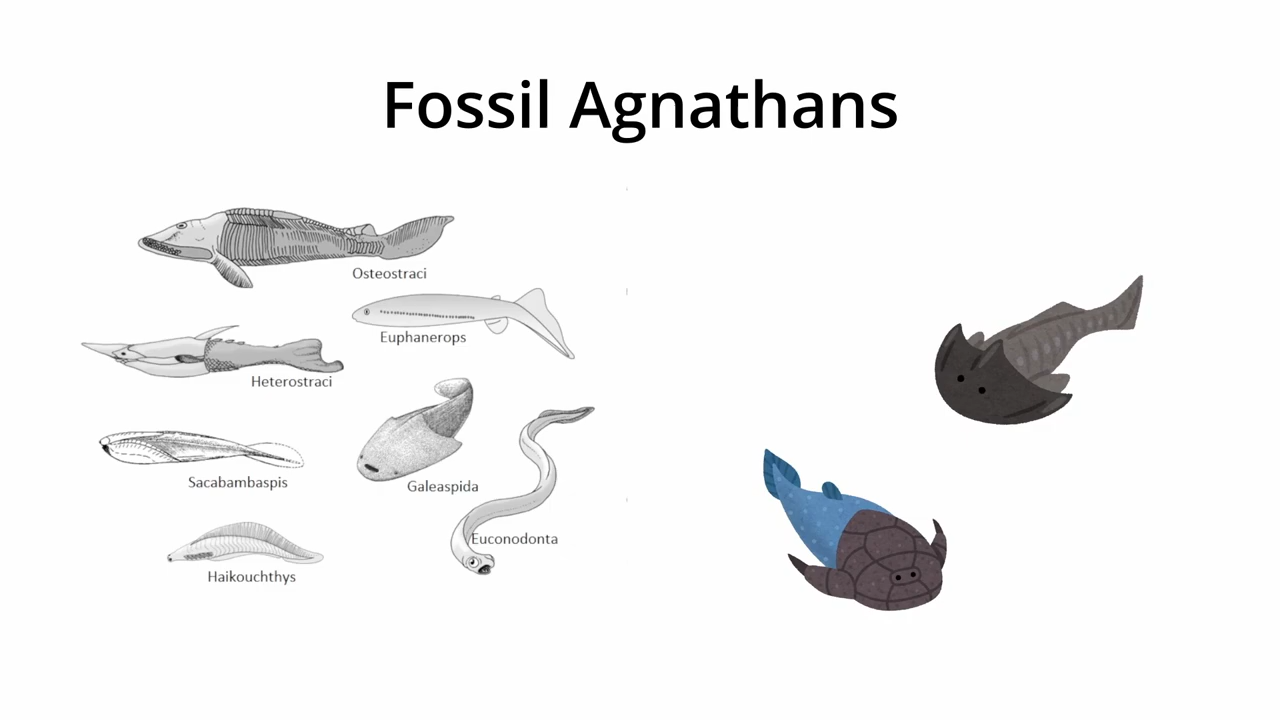 Fossil Agnathans
Osteostraci
Euphanerops
Heterostraci
Sacabambaspis
Galeaspida
Euconodonta
Haikouchthys